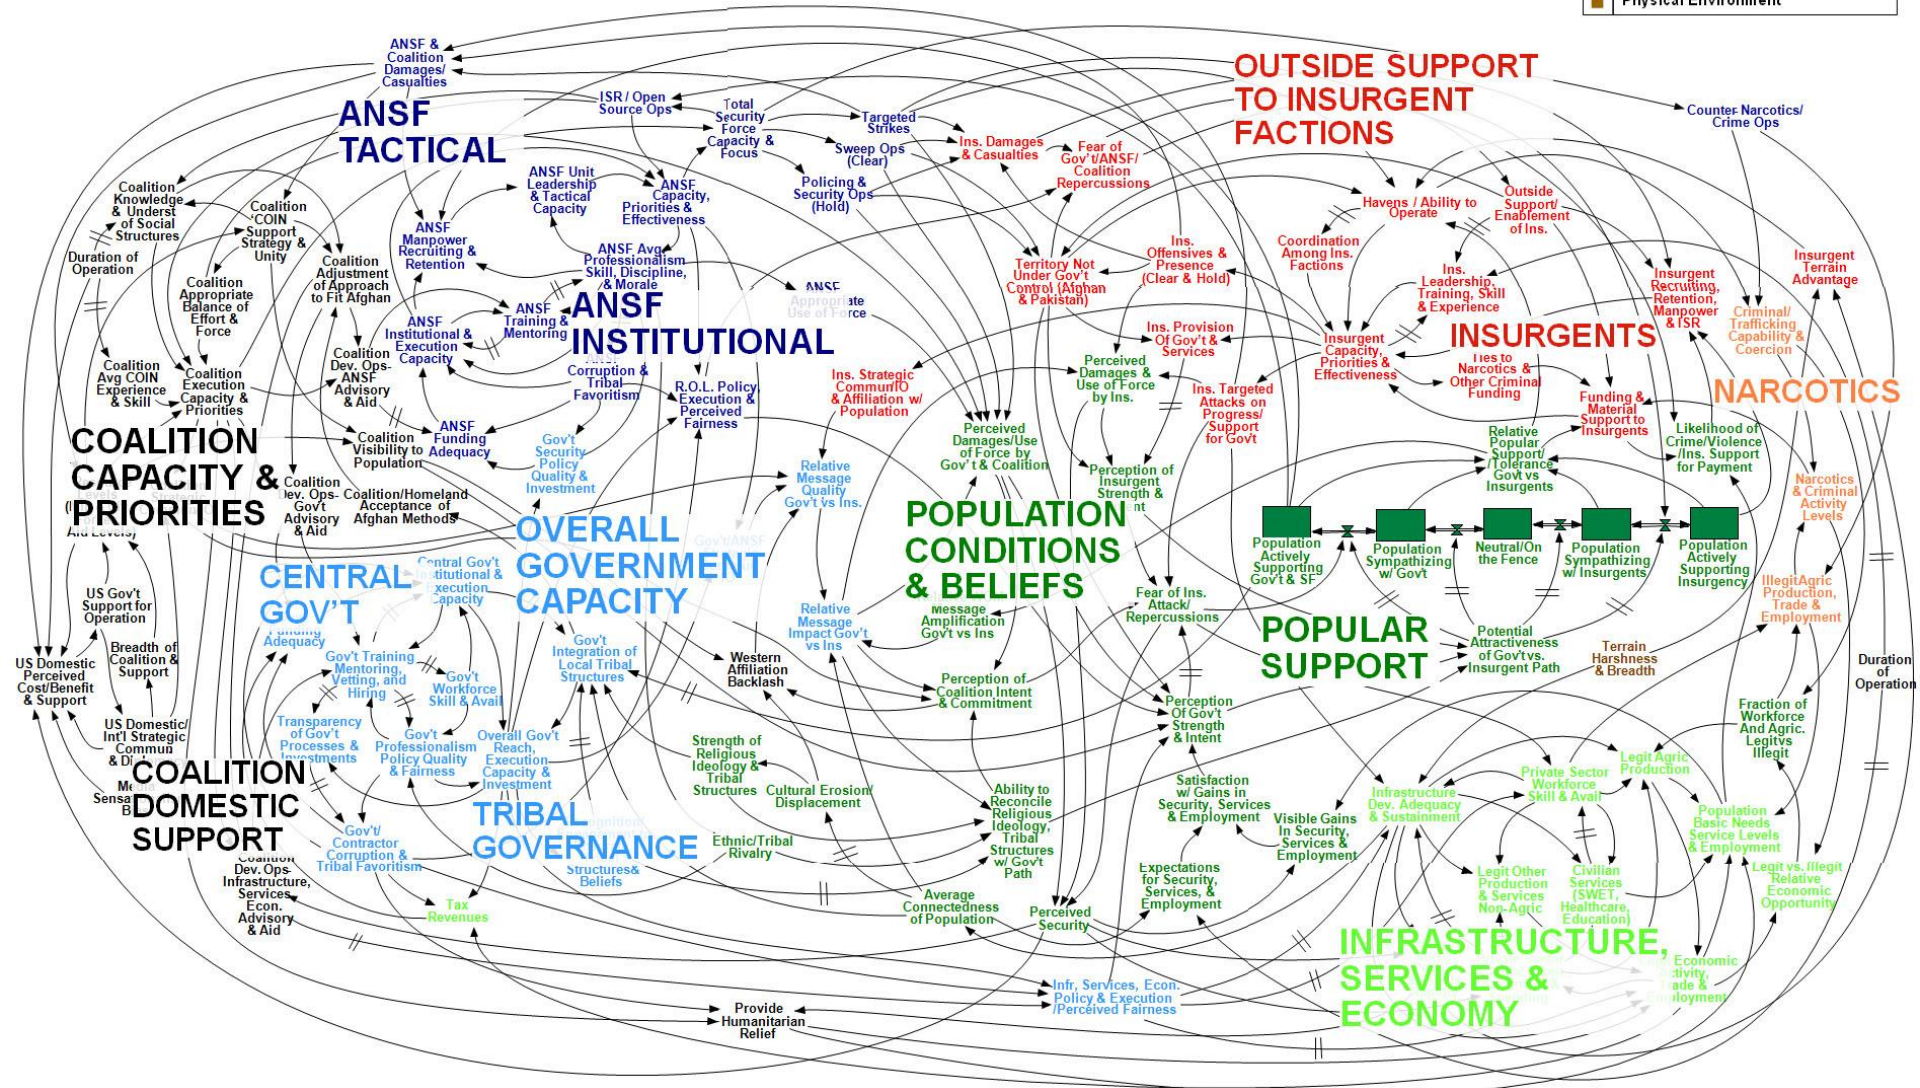 Physical Environment
ANSF &
Coalition
Damages/
Casualties
ANSF
TACTICAL
ISR / Open
Source Ops
Total
Security
Force
Capacity &
Focus
Targeted
Strikes
Sweep Ops
(Clear)
Policing &
Security Ops
(Hold)
Ins. Damages
& Casualties
Fear of
Gov't/ANSF/
Coalition
Repercussions
OUTSIDE SUPPORT
TO INSURGENT
FACTIONS
Counter Narcotics/
Crime Ops
Coalition
Knowledge
& Underst
of Social
Structures
Duration of
Operation
Coalition
COIN
Support
Strategy &
Unity
Coalition
Appropriate
Balance of
Effort &
Force
Coalition
Adjustment
of Approach
to Fit Afghan
ANSF Unit
Leadership
& Tactical
Capacity
ANSF
Capacity,
Priorities &
Effectiveness
ANSF
Manpower
Recruiting &
Retention
ANSF Avg
Professionalism
Skill, Discipline,
& Morale
ANSF
Training &
Mentoring
ANSF
INSTITUTIONAL
ANSF
Appropriate
Use of Force
ANSF
Institutional &
Execution
Capacity
Corruption &
Tribal
Favoritism
R.O.L. Policy,
Execution &
Perceived
Fairness
ANSF
Funding
Adequacy
Territory Not
Under Gov't
Control (Afghan
& Pakistan)
Ins.
Offensives &
Presence
(Clear & Hold)
Havens / Ability to
Operate
Outside
Support/
Enablement
of Ins.
Coordination
Among Ins.
Factions
Ins.
Leadership,
Training, Skill
& Experience
Insurgent
Recruiting,
Retention,
Manpower
& ISR
Insurgent
Terrain
Advantage
Criminal/
Trafficking
Capability &
Coercion
Ins. Provision
Of Gov't &
Services
Insurgent
Capacity,
Priorities &
Effectiveness
INSURGENTS
Ties to
Narcotics &
Other Criminal
Funding
Funding &
Material
Support to
Insurgents
NARCOTICS
Ins. Strategic
Commun/IO
& Affiliation w/
Population
Perceived
Damages &
Use of Force
by Ins.
Ins. Targeted
Attacks on
Progress/
Support
for Gov't
Coalition
Avg COIN
Experience
& Skill
Coalition
Execution
Capacity &
Priorities
Coalition
Dev. Ops-
ANSF
Advisory
& Aid
COALITION
CAPACITY &
PRIORITIES
Coalition
Visibility to
Population
Coalition
Dev. Ops-
Gov't
Advisory
& Aid
Coalition/Homeland
Acceptance of
Afghan Methods
Gov't
Security
Policy
Quality &
Investment
Relative
Message
Quality
Gov't vs Ins.
Perceived
Damages/Use
of Force by
Gov't & Coalition
Perception of
Insurgent
Strength &
Relative
Popular
Support/
/Tolerance
Govt vs
Insurgents
Likelihood of
Crime/Violence
/Ins. Support
for Payment
Narcotics
& Criminal
Activity
Levels
POPULATION
CONDITIONS
& BELIEFS
OVERALL
GOVERNMENT
CAPACITY
Population
Actively
Supporting
Gov't & SF
Population
Sympathizing
w/ Gov't
Neutral/On
the Fence
Population
Sympathizing
w/ Insurgents
Population
Actively
Supporting
Insurgency
CENTRAL
GOV'T
Central Gov't
Institutional &
Execution
Capacity
Funding
Adequacy
Gov't Training
Mentoring,
Vetting, and
Hiring
Gov't
Workforce
Skill & Avail
Transparency
of Gov't
Processes &
Investments
Gov't
Professionalism
Policy Quality
& Fairness
Overall Gov't
Reach,
Execution
Capacity &
Investment
Gov't
Integration of
Local Tribal
Structures
Western
Affiliation
Backlash
Relative
Message
Impact Gov't
vs Ins
Message
Amplification
Gov't vs Ins
Fear of Ins.
Attack/
Repercussions
POPULAR
SUPPORT
Potential
Attractiveness
of Gov't vs.
Insurgent Path
Terrain
Harshness
& Breadth
Illegit Agric
Production,
Trade &
Employment
Duration
of
Operation
US Gov't
Support for
Operation
Breadth of
Coalition &
Support
US Domestic
Perceived
Cost/Benefit
& Support
US Domestic/
Int'l Strategic
Commun
COALITION
DOMESTIC
SUPPORT
Perception of
Coalition Intent
& Commitment
Perception
Of Gov't
Strength
& Intent
Strength of
Religious
Ideology &
Tribal
Structures
Cultural Erosion/
Displacement
Ethnic/Tribal
Rivalry
TRIBAL
GOVERNANCE
Structures&
Beliefs
Gov't/
Contractor
Corruption &
Tribal Favoritism
Tax
Revenues
Coalition
Dev. Ops-
Infrastructure,
Services,
Econ.
Advisory
& Aid
Ability to
Reconcile
Religious
Ideology,
Tribal
Structures
w/ Gov't
Path
Average
Connectedness
of Population
Perceived
Security
Satisfaction
w/ Gains in
Security, Services
& Employment
Visible Gains
In Security,
Services &
Employment
Expectations
for Security,
Services, &
Employment
Infrastructure
Dev. Adequacy
& Sustainment
Private Sector
Workforce
Skill & Avail
Legit Agric
Production
Fraction of
Workforce
And Agric.
Legitvs
Illegit
Population
Basic Needs
Service Levels
& Employment
Legit vs. Illegit
Relative
Economic
Opportunity
Legit Other
Production
& Services
Non-Agric
Civilian
Services
(SWET,
Healthcare,
Education)
INFRASTRUCTURE,
SERVICES &
ECONOMY
Economic
Infr, Services, Econ.
Policy & Execution
/Perceived Fairness
Provide
Humanitarian
Relief